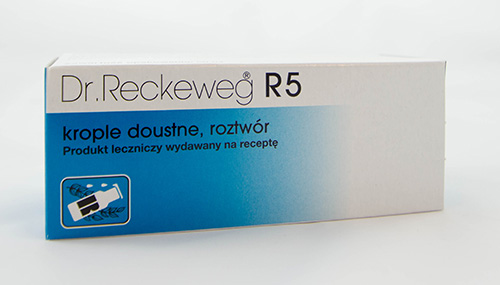 Dr.Reckeweg® R5
krople doustne, roztwór
Produkt leczniczy wydawany na receptę